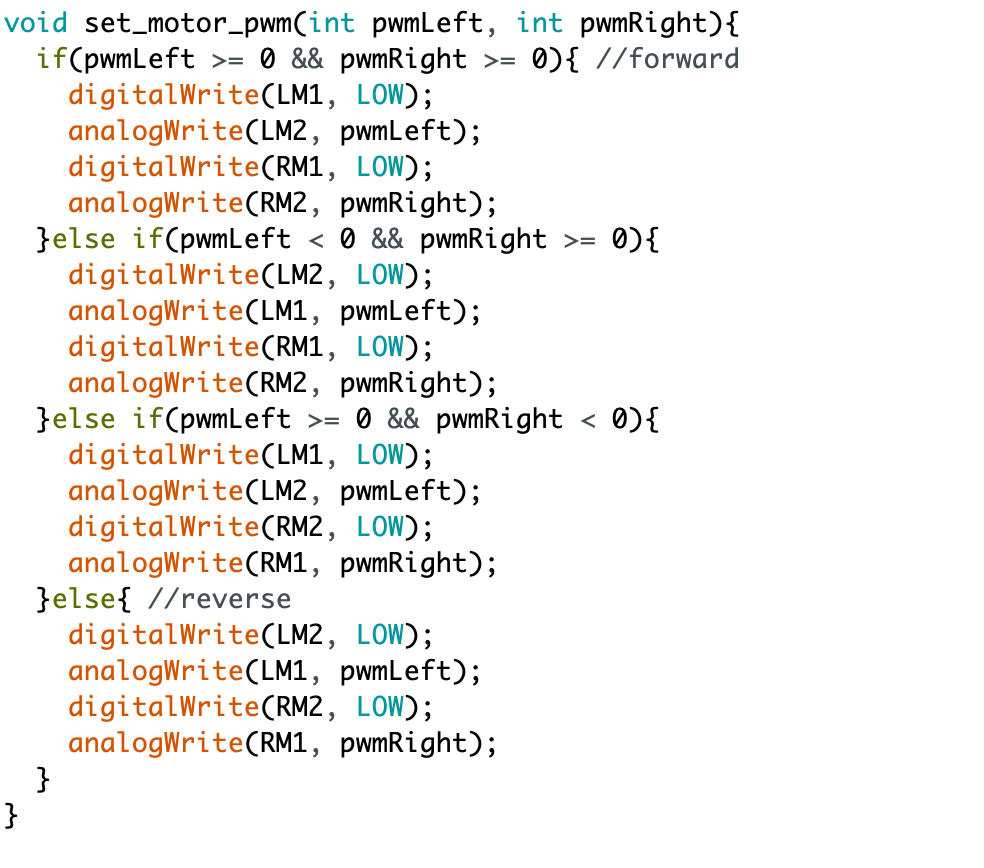 void set_motor_pwm(int pwmLeft, int pwmRight){
  if(pwmLeft >= 0 && pwmRight >= 0){ //forward
    digitalWrite(LM1, LOW);
    analogWrite(LM2, pwmLeft);
    digitalWrite(RM1, LOW);
    analogWrite(RM2, pwmRight);
  }else if(pwmLeft < 0 && pwmRight >= 0){
    digitalWrite(LM2, LOW);
    analogWrite(LM1, pwmLeft);
    digitalWrite(RM1, LOW);
    analogWrite(RM2, pwmRight);
  }else if(pwmLeft >= 0 && pwmRight < 0){
    digitalWrite(LM1, LOW);
    analogWrite(LM2, pwmLeft);
    digitalWrite(RM2, LOW);
    analogWrite(RM1, pwmRight);
  }else{ //reverse
    digitalWrite(LM2, LOW);
    analogWrite(LM1, pwmLeft);
    digitalWrite(RM2, LOW);
    analogWrite(RM1, pwmRight);
  }
}